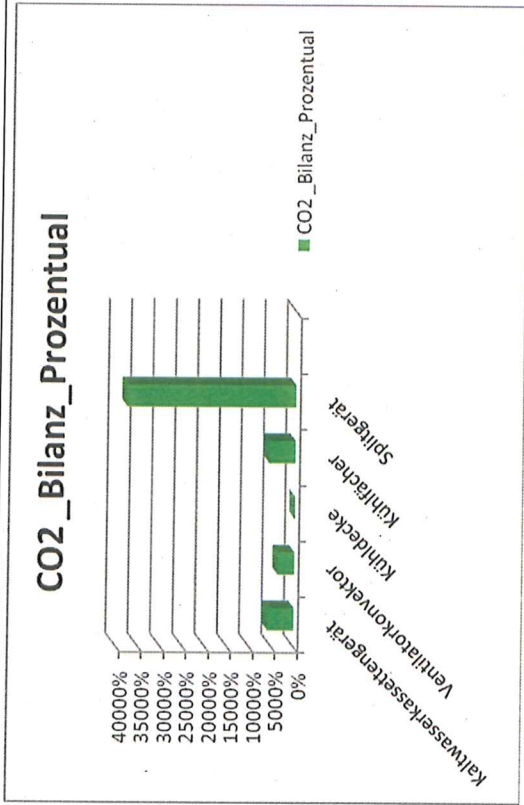 CO2_Bilanz_Prozentual
40000%
35000%
30000%
25000%
20000%
15000%
10000%
5000%
0%
Kaltwasserkassettengerät
Ventilatorkonvektor
Kühldecke
Kühlfächer
Splitgerät
CO2_Bilanz_Prozentual